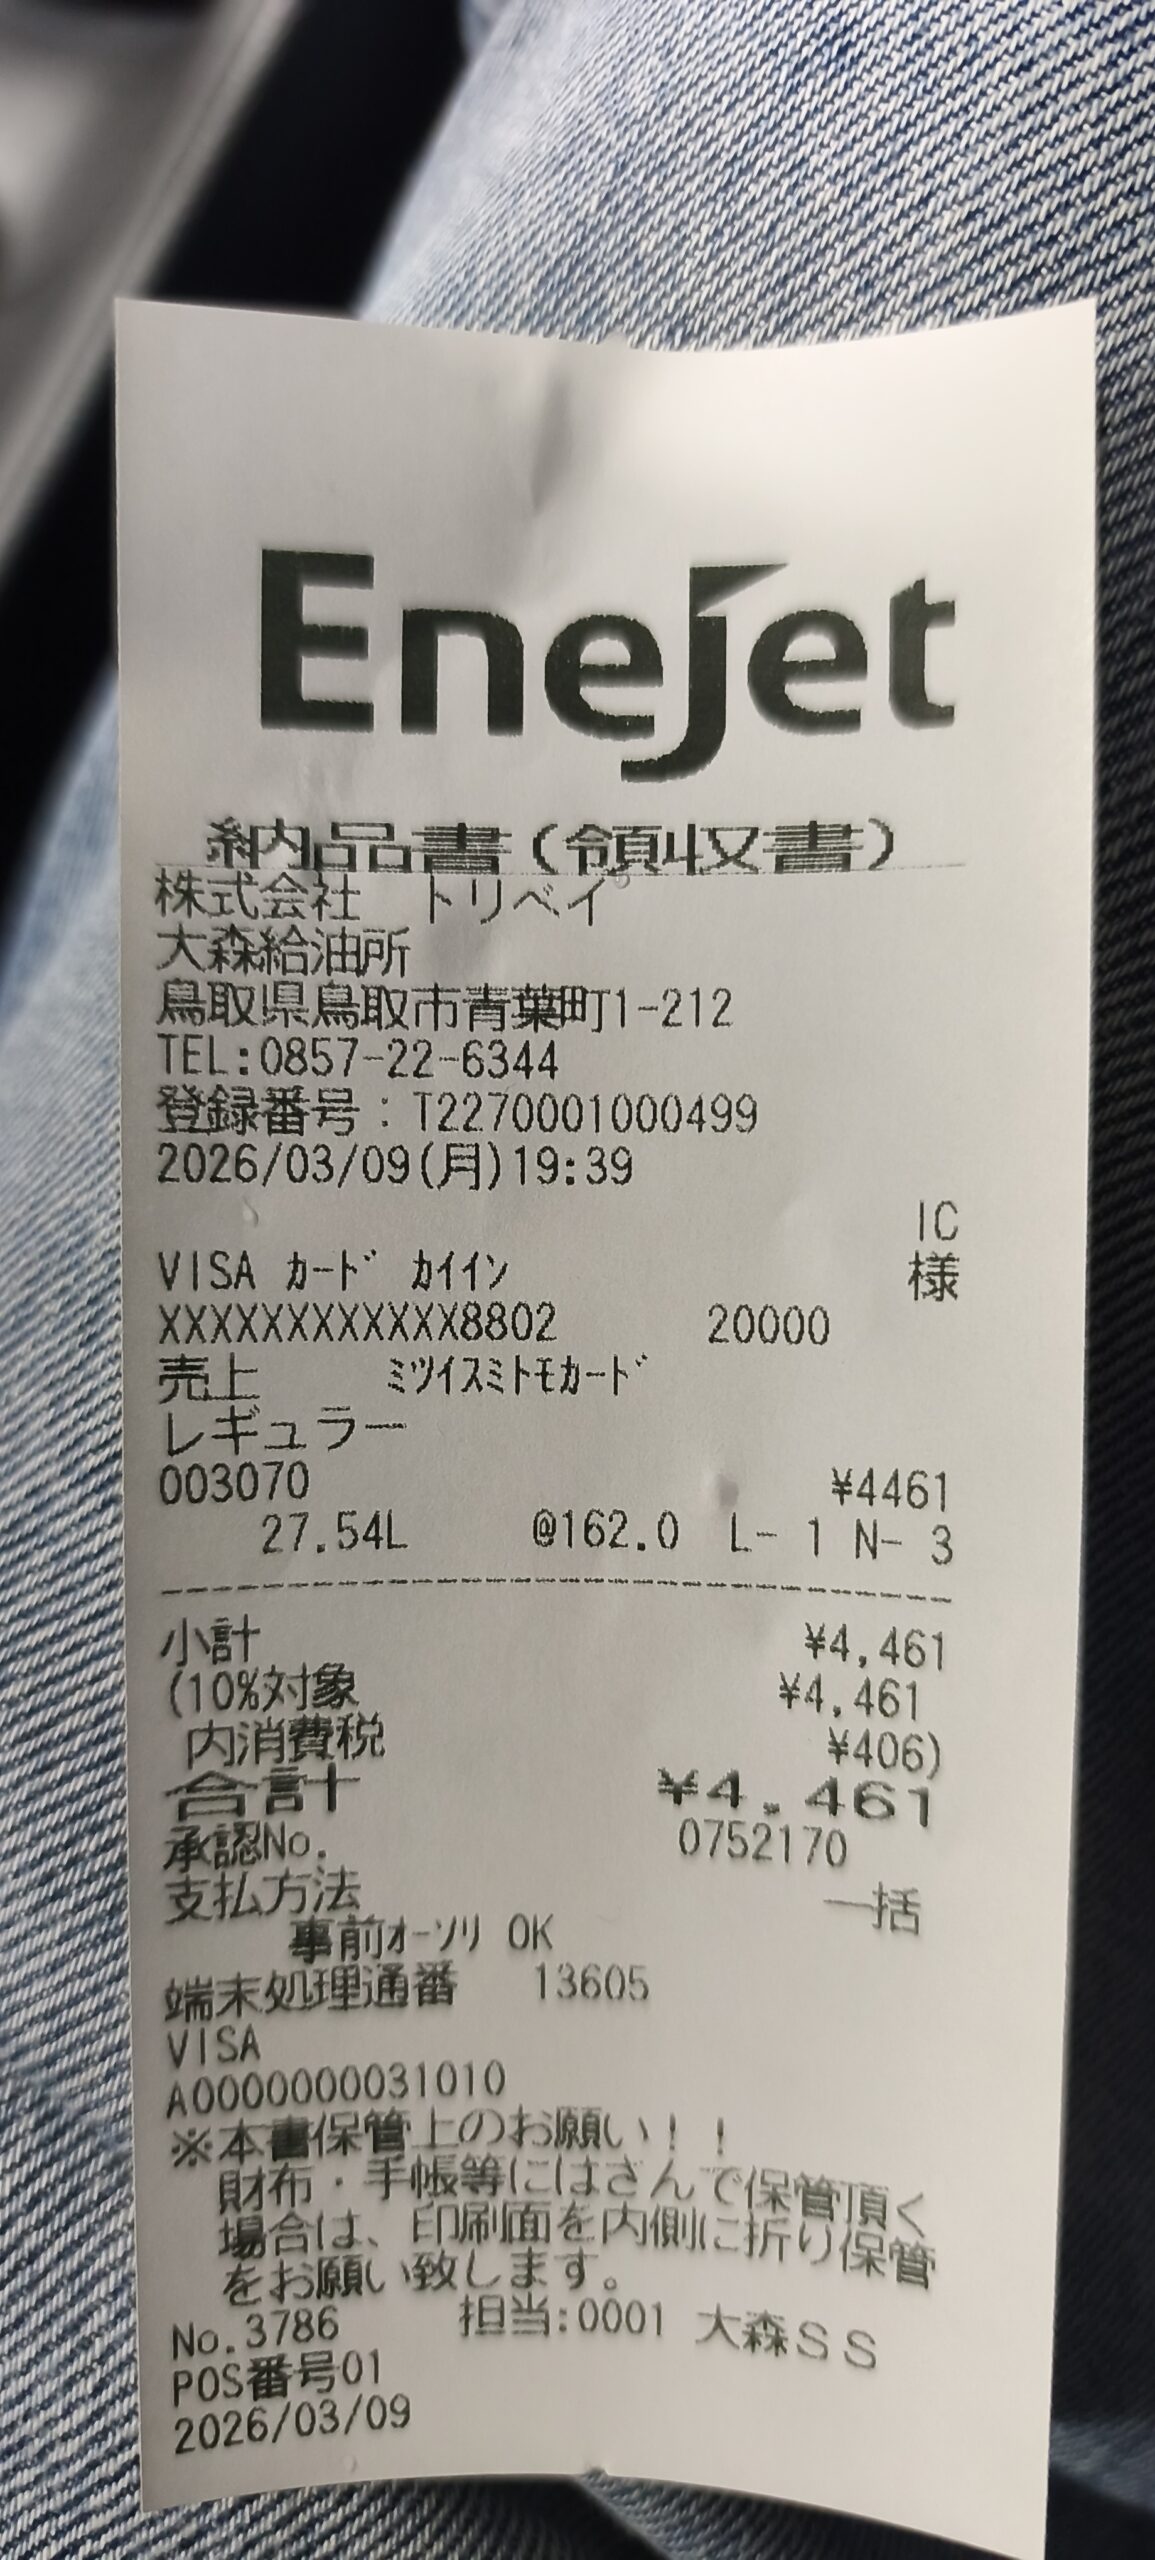 EneJet
納品書(領収書)
株式会社 トリベイ
大森給油所
鳥取県鳥取市青葉町1-212
TEL:0857-22-6344
登録番号:T2270001000499
2026/03/09(月)19:39
IC
VISA ｶｰﾄﾞ ｶｲｲﾝ 様
XXXXXXXXXXXX8802 20000
売上 ﾐﾂｲｽﾐﾄﾓｶｰﾄﾞ
レギュラー
003070 ¥4461
27.54L @162.0 L- 1 N- 3
小計 ¥4,461
(10%対象 ¥4,461
内消費税 ¥406)
合計 ¥4,461
承認No. 0752170
支払方法 一括
事前ｵｰｿﾘ OK
端末処理通番 13605
VISA
A0000000031010
※本書保管上のお願い！！
財布・手帳等にはさんで保管頂く
場合は、印刷面を内側に折り保管
をお願い致します。
No.3786 担当:0001 大森ＳＳ
POS番号01
2026/03/09